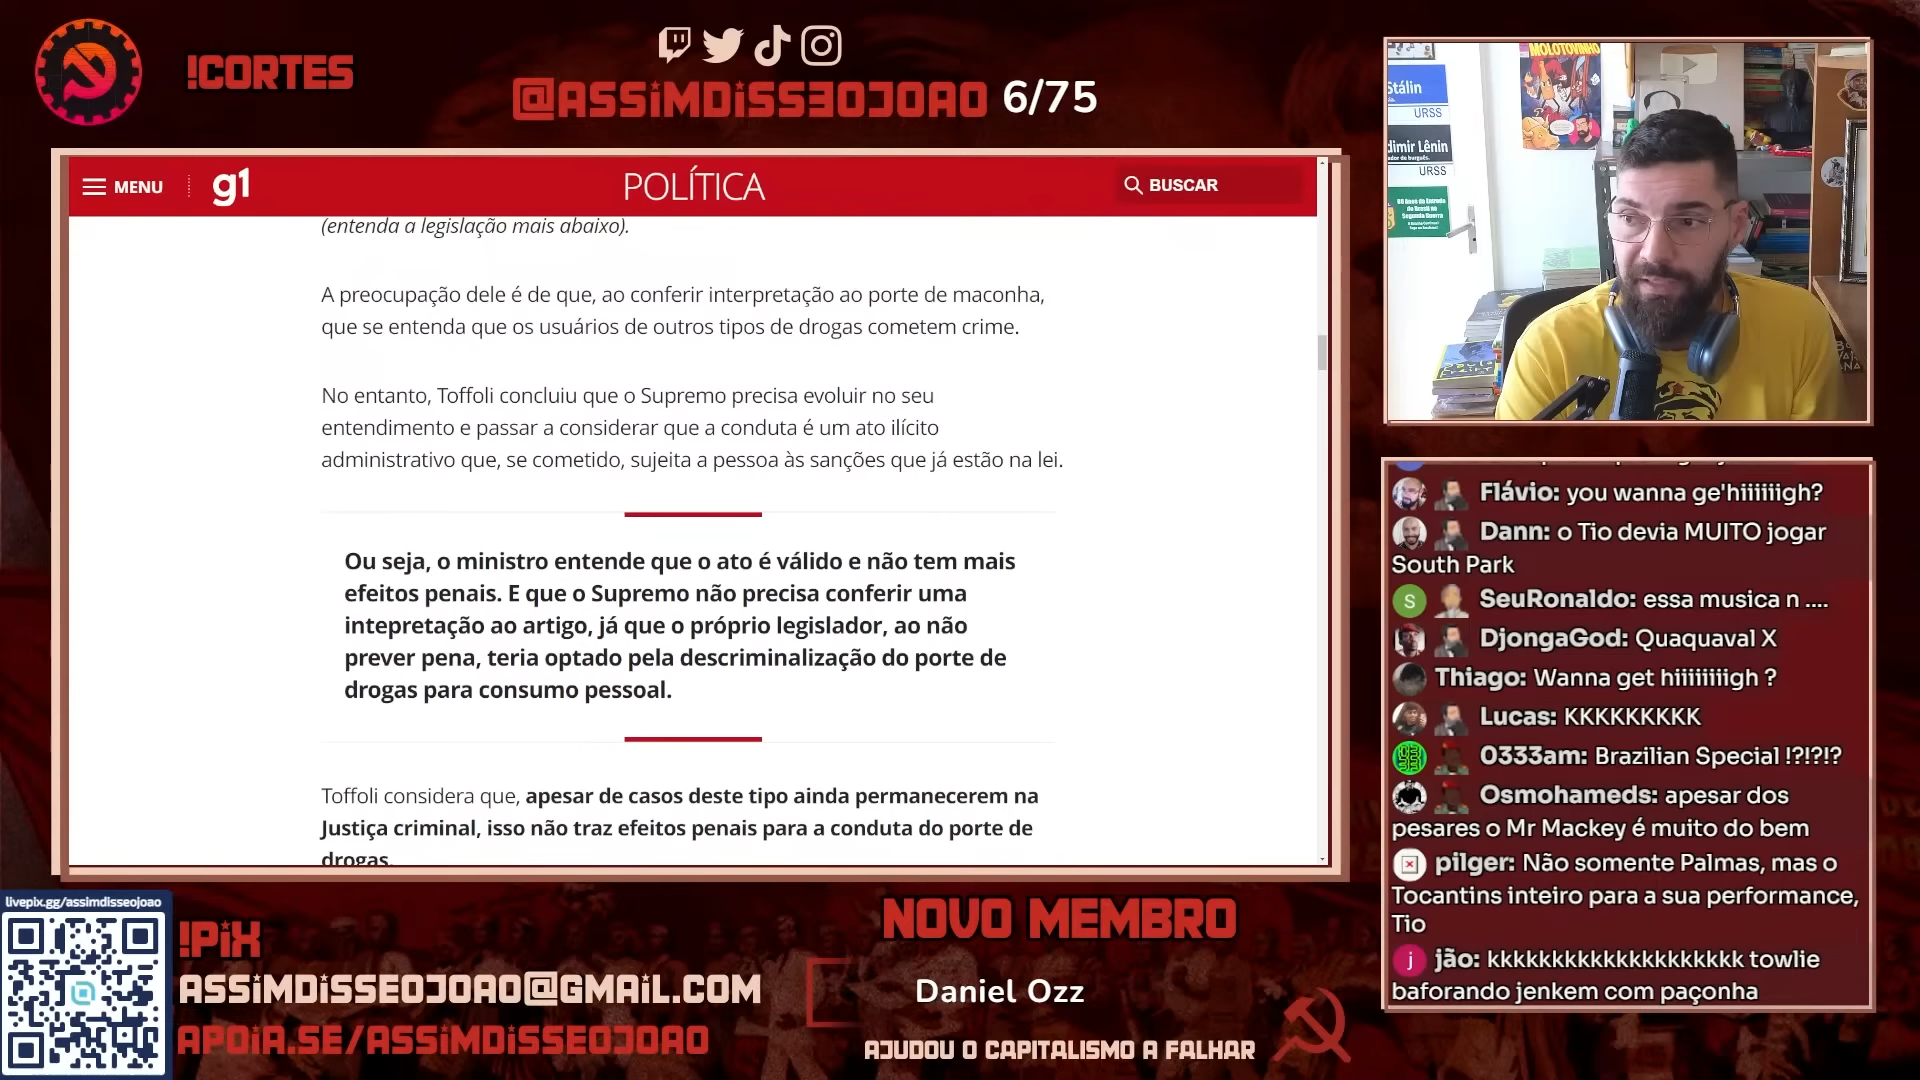 !CORTES
@ASSIMDISSEOJOAO 6/75
MENU
g1
POLÍTICA
BUSCAR
(entenda a legislação mais abaixo).
A preocupação dele é de que, ao conferir interpretação ao porte de maconha,
que se entenda que os usuários de outros tipos de drogas cometem crime.
No entanto, Toffoli concluiu que o Supremo precisa evoluir no seu
entendimento e passar a considerar que a conduta é um ato ilícito
administrativo que, se cometido, sujeita a pessoa às sanções que já estão na lei.
Ou seja, o ministro entende que o ato é válido e não tem mais
efeitos penais. E que o Supremo não precisa conferir uma
intepretação ao artigo, já que o próprio legislador, ao não
prever pena, teria optado pela descriminalização do porte de
drogas para consumo pessoal.
Toffoli considera que, apesar de casos deste tipo ainda permanecerem na
Justiça criminal, isso não traz efeitos penais para a conduta do porte de
drogas.
MOLOTOVINHO
Stálin
URSS
dimir Lênin
URSS
Flávio: you wanna ge'hiiiiiigh?
Dann: o Tio devia MUITO jogar
South Park
S
SeuRonaldo: essa musica n ....
DjongaGod: Quaquaval X
Thiago: Wanna get hiiiiiiiigh ?
Lucas: KKKKKKKKK
0333am: Brazilian Special !?!?!?
Osmohameds: apesar dos
pesares o Mr Mackey é muito do bem
pilger: Não somente Palmas, mas o
Tocantins inteiro para a sua performance,
Tio
j
jão: kkkkkkkkkkkkkkkkkkkk towlie
baforando jenkem com paçonha
livepix.gg/assimdisseojoao
!PIX
ASSIMDISSEOJOAO@GMAIL.COM
APOIA.SE/ASSIMDISSEOJOAO
NOVO MEMBRO
Daniel Ozz
AJUDOU O CAPITALISMO A FALHAR